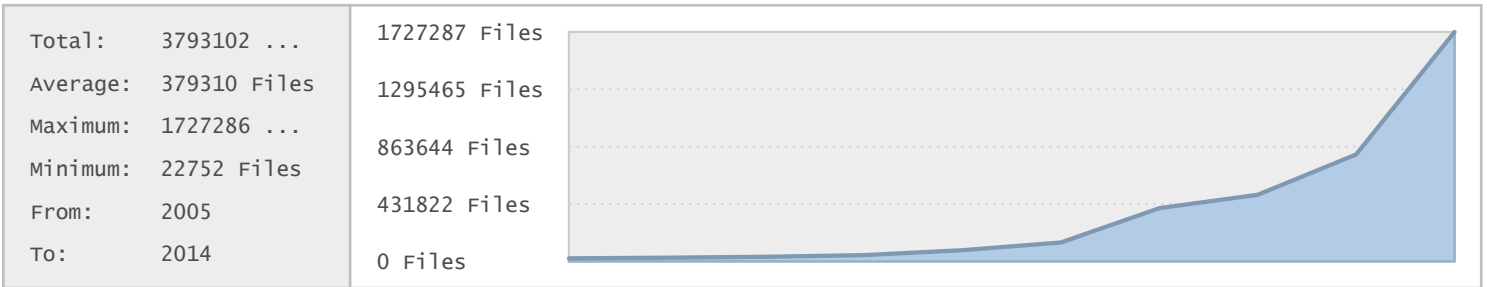 Total: 3793102 ...
Average: 379310 Files
Maximum: 1727286 ...
Minimum: 22752 Files
From: 2005
To: 2014
1727287 Files
1295465 Files
863644 Files
431822 Files
0 Files